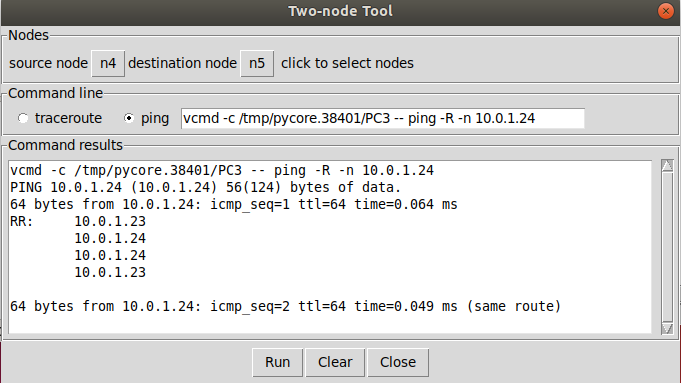 Two-node Tool
Nodes
source node n4 destination node n5 click to select nodes
Command line
traceroute ping vcmd -c /tmp/pycore.38401/PC3 -- ping -R -n 10.0.1.24
Command results
vcmd -c /tmp/pycore.38401/PC3 -- ping -R -n 10.0.1.24
PING 10.0.1.24 (10.0.1.24) 56(124) bytes of data.
64 bytes from 10.0.1.24: icmp_seq=1 ttl=64 time=0.064 ms
RR: 10.0.1.23
10.0.1.24
10.0.1.24
10.0.1.23
64 bytes from 10.0.1.24: icmp_seq=2 ttl=64 time=0.049 ms (same route)
Run Clear Close